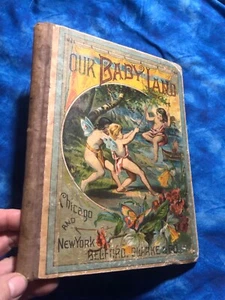 OUR BABY LAND
CHICAGO
AND
NEW YORK
BELFORD, CLARKE & CO.